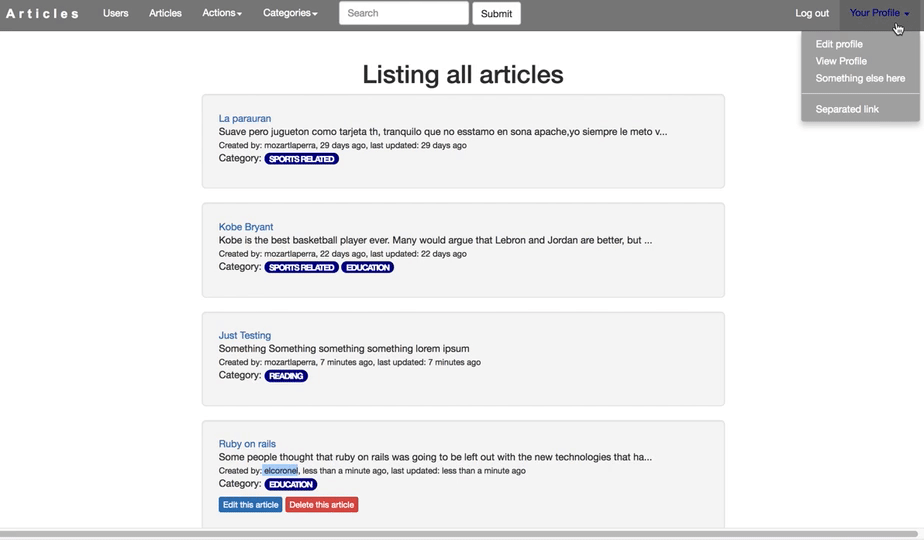 Articles Users Articles Actions Categories Search Submit Log out Your Profile
Edit profile
View Profile
Something else here
Separated link
Listing all articles
La parauran
Suave pero jugueton como tarjeta th, tranquilo que no esstamo en sona apache,yo siempre le meto v...
Created by: mozartlaperra, 29 days ago, last updated: 29 days ago
Category: SPORTS RELATED
Kobe Bryant
Kobe is the best basketball player ever. Many would argue that Lebron and Jordan are better, but ...
Created by: mozartlaperra, 22 days ago, last updated: 22 days ago
Category: SPORTS RELATED EDUCATION
Just Testing
Something Something something something lorem ipsum
Created by: mozartlaperra, 7 minutes ago, last updated: 7 minutes ago
Category: READING
Ruby on rails
Some people thought that ruby on rails was going to be left out with the new technologies that ha...
Created by: elcoronel, less than a minute ago, last updated: less than a minute ago
Category: EDUCATION
Edit this article Delete this article